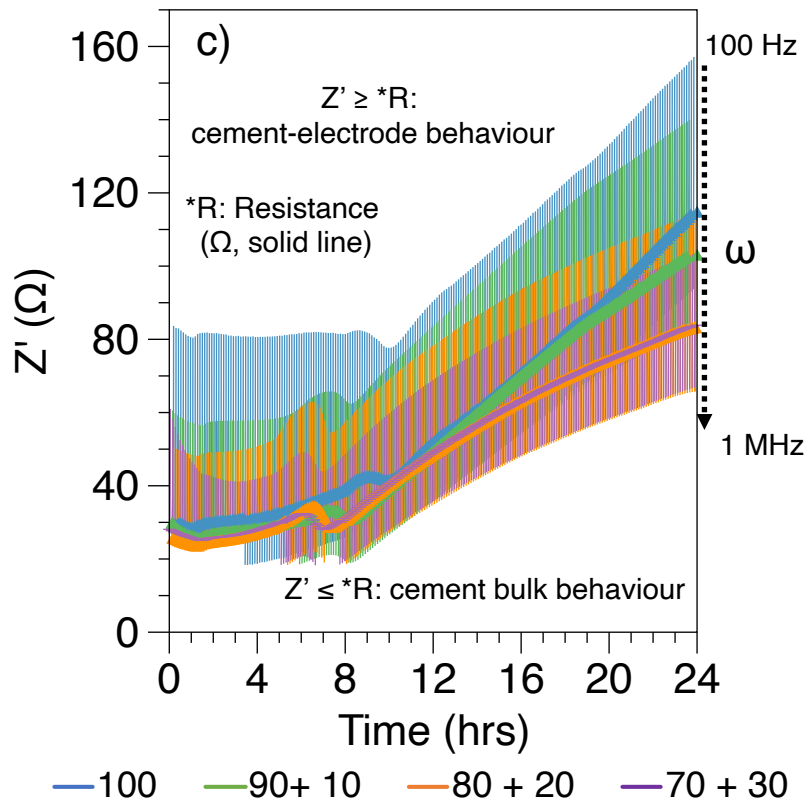 c)
100 Hz
Z' ≥ *R:
cement-electrode behaviour
*R: Resistance
(Ω, solid line)
ω
1 MHz
Z' ≤ *R: cement bulk behaviour
Z' (Ω)
160
120
80
40
0
0 4 8 12 16 20 24
Time (hrs)
100 90+ 10 80 + 20 70 + 30